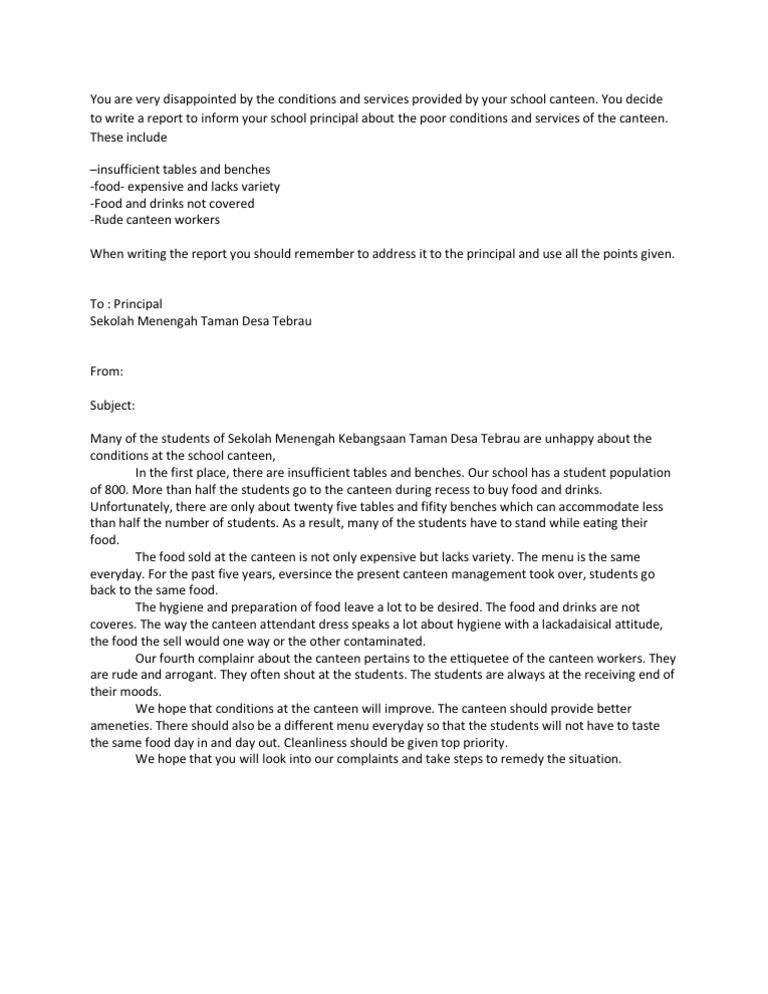 You are very disappointed by the conditions and services provided by your school canteen. You decide
to write a report to inform your school principal about the poor conditions and services of the canteen.
These include
–insufficient tables and benches
-food- expensive and lacks variety
-Food and drinks not covered
-Rude canteen workers
When writing the report you should remember to address it to the principal and use all the points given.
To : Principal
Sekolah Menengah Taman Desa Tebrau
From:
Subject:
Many of the students of Sekolah Menengah Kebangsaan Taman Desa Tebrau are unhappy about the
conditions at the school canteen,
In the first place, there are insufficient tables and benches. Our school has a student population
of 800. More than half the students go to the canteen during recess to buy food and drinks.
Unfortunately, there are only about twenty five tables and fifity benches which can accommodate less
than half the number of students. As a result, many of the students have to stand while eating their
food.
The food sold at the canteen is not only expensive but lacks variety. The menu is the same
everyday. For the past five years, eversince the present canteen management took over, students go
back to the same food.
The hygiene and preparation of food leave a lot to be desired. The food and drinks are not
coveres. The way the canteen attendant dress speaks a lot about hygiene with a lackadaisical attitude,
the food the sell would one way or the other contaminated.
Our fourth complainr about the canteen pertains to the ettiquetee of the canteen workers. They
are rude and arrogant. They often shout at the students. The students are always at the receiving end of
their moods.
We hope that conditions at the canteen will improve. The canteen should provide better
ameneties. There should also be a different menu everyday so that the students will not have to taste
the same food day in and day out. Cleanliness should be given top priority.
We hope that you will look into our complaints and take steps to remedy the situation.